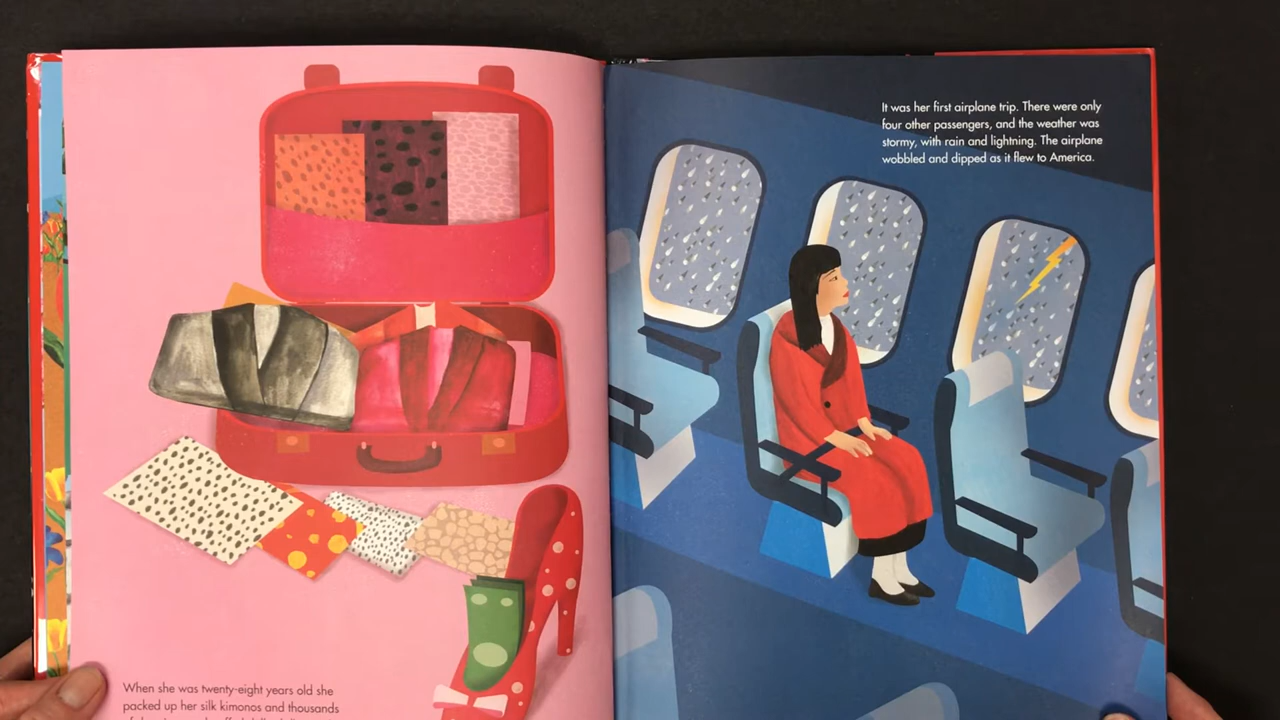 When she was twenty-eight years old she
packed up her silk kimonos and thousands
It was her first airplane trip. There were only
four other passengers, and the weather was
stormy, with rain and lightning. The airplane
wobbled and dipped as it flew to America.